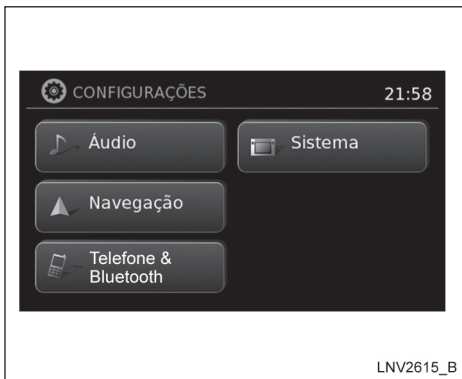 CONFIGURAÇÕES 21:58
Áudio
Sistema
Navegação
Telefone &
Bluetooth
LNV2615_B